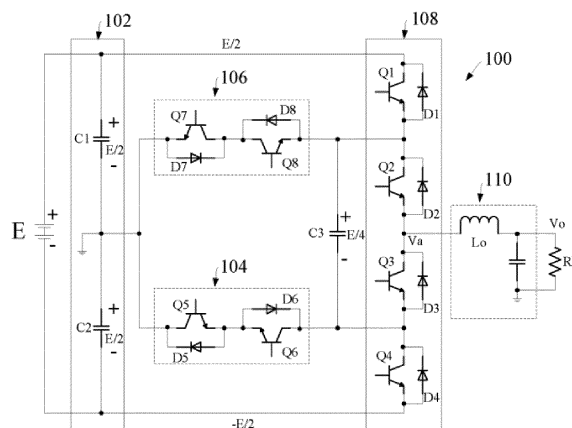 102
108
E/2
106
100
Q1
D8
Q7
C1
+
E/2
-
D1
D7
Q8
Q2
110
E
+
-
C3
+
E/4
-
D2
Va
Lo
Vo
R
104
Q3
Q5
D6
C2
+
E/2
-
D3
D5
Q6
Q4
D4
-E/2